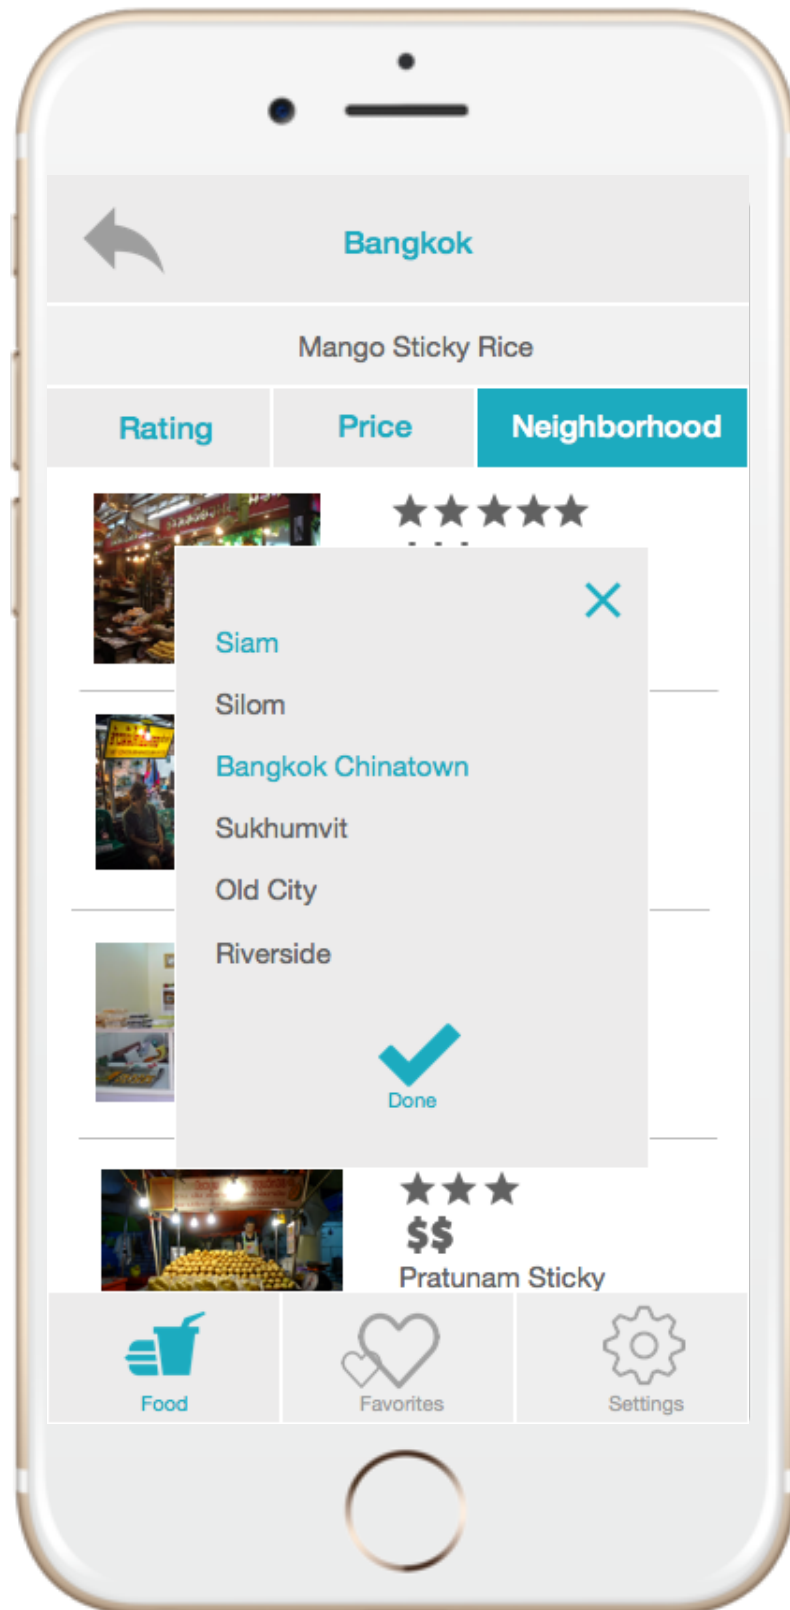 Bangkok
Mango Sticky Rice
Rating
Price
Neighborhood
Siam
Silom
Bangkok Chinatown
Sukhumvit
Old City
Riverside
Done
$$
Pratunam Sticky
Food
Favorites
Settings